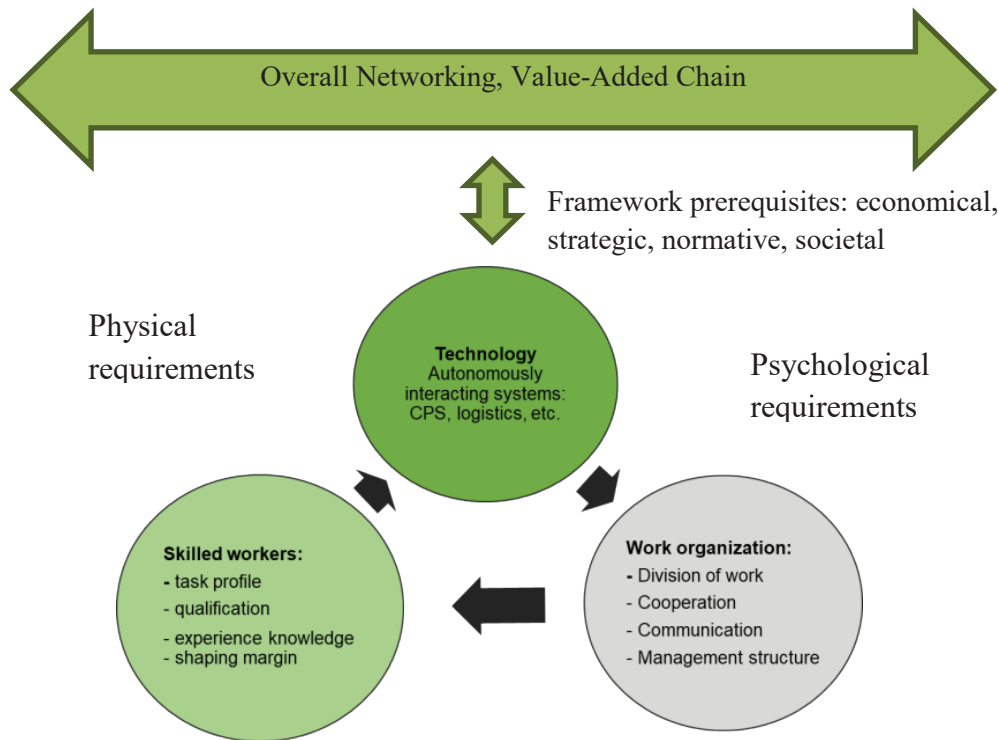 Overall Networking, Value-Added Chain
Framework prerequisites: economical,
strategic, normative, societal
Physical
requirements
Technology
Autonomously
interacting systems:
CPS, logistics, etc.
Psychological
requirements
Skilled workers:
- task profile
- qualification
- experience knowledge
- shaping margin
Work organization:
- Division of work
- Cooperation
- Communication
- Management structure